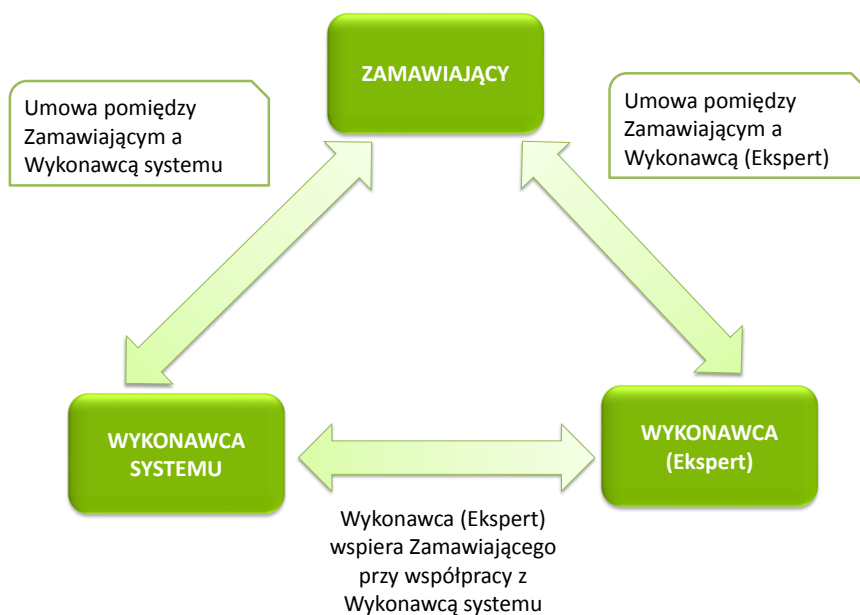 ZAMAWIAJĄCY
Umowa pomiędzy
Zamawiającym a
Wykonawcą systemu
Umowa pomiędzy
Zamawiającym a
Wykonawcą (Ekspert)
WYKONAWCA
SYSTEMU
WYKONAWCA
(Ekspert)
Wykonawca (Ekspert)
wspiera Zamawiającego
przy współpracy z
Wykonawcą systemu